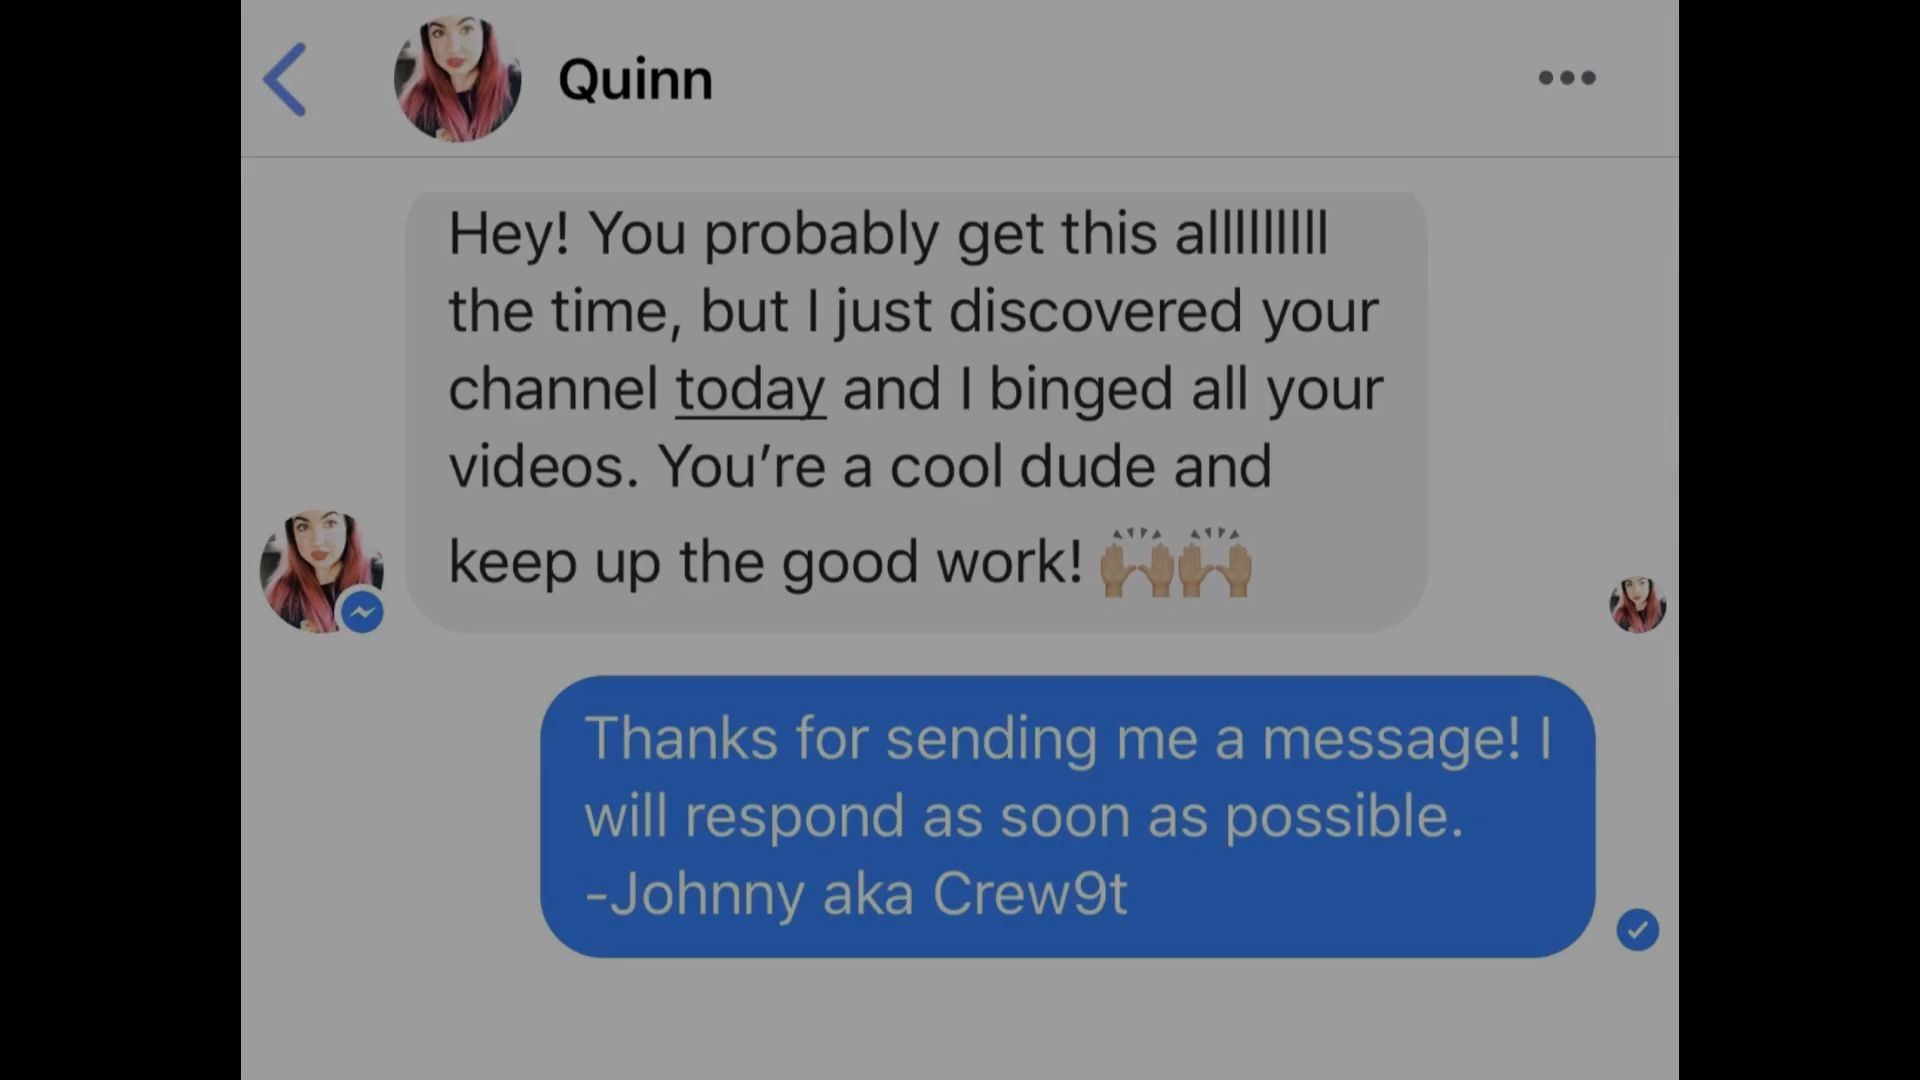 Quinn
Hey! You probably get this alllllllll
the time, but I just discovered your
channel today and I binged all your
videos. You’re a cool dude and
keep up the good work! 🙌🏼🙌🏼
Thanks for sending me a message! I
will respond as soon as possible.
-Johnny aka Crew9t